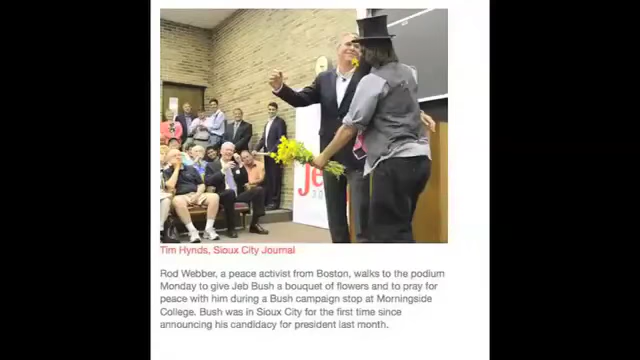 Je
Tim Hynds, Sioux City Journal
Rod Webber, a peace activist from Boston, walks to the podium
Monday to give Jeb Bush a bouquet of flowers and to pray for
peace with him during a Bush campaign stop at Morningside
College. Bush was in Sioux City for the first time since
announcing his candidacy for president last month.